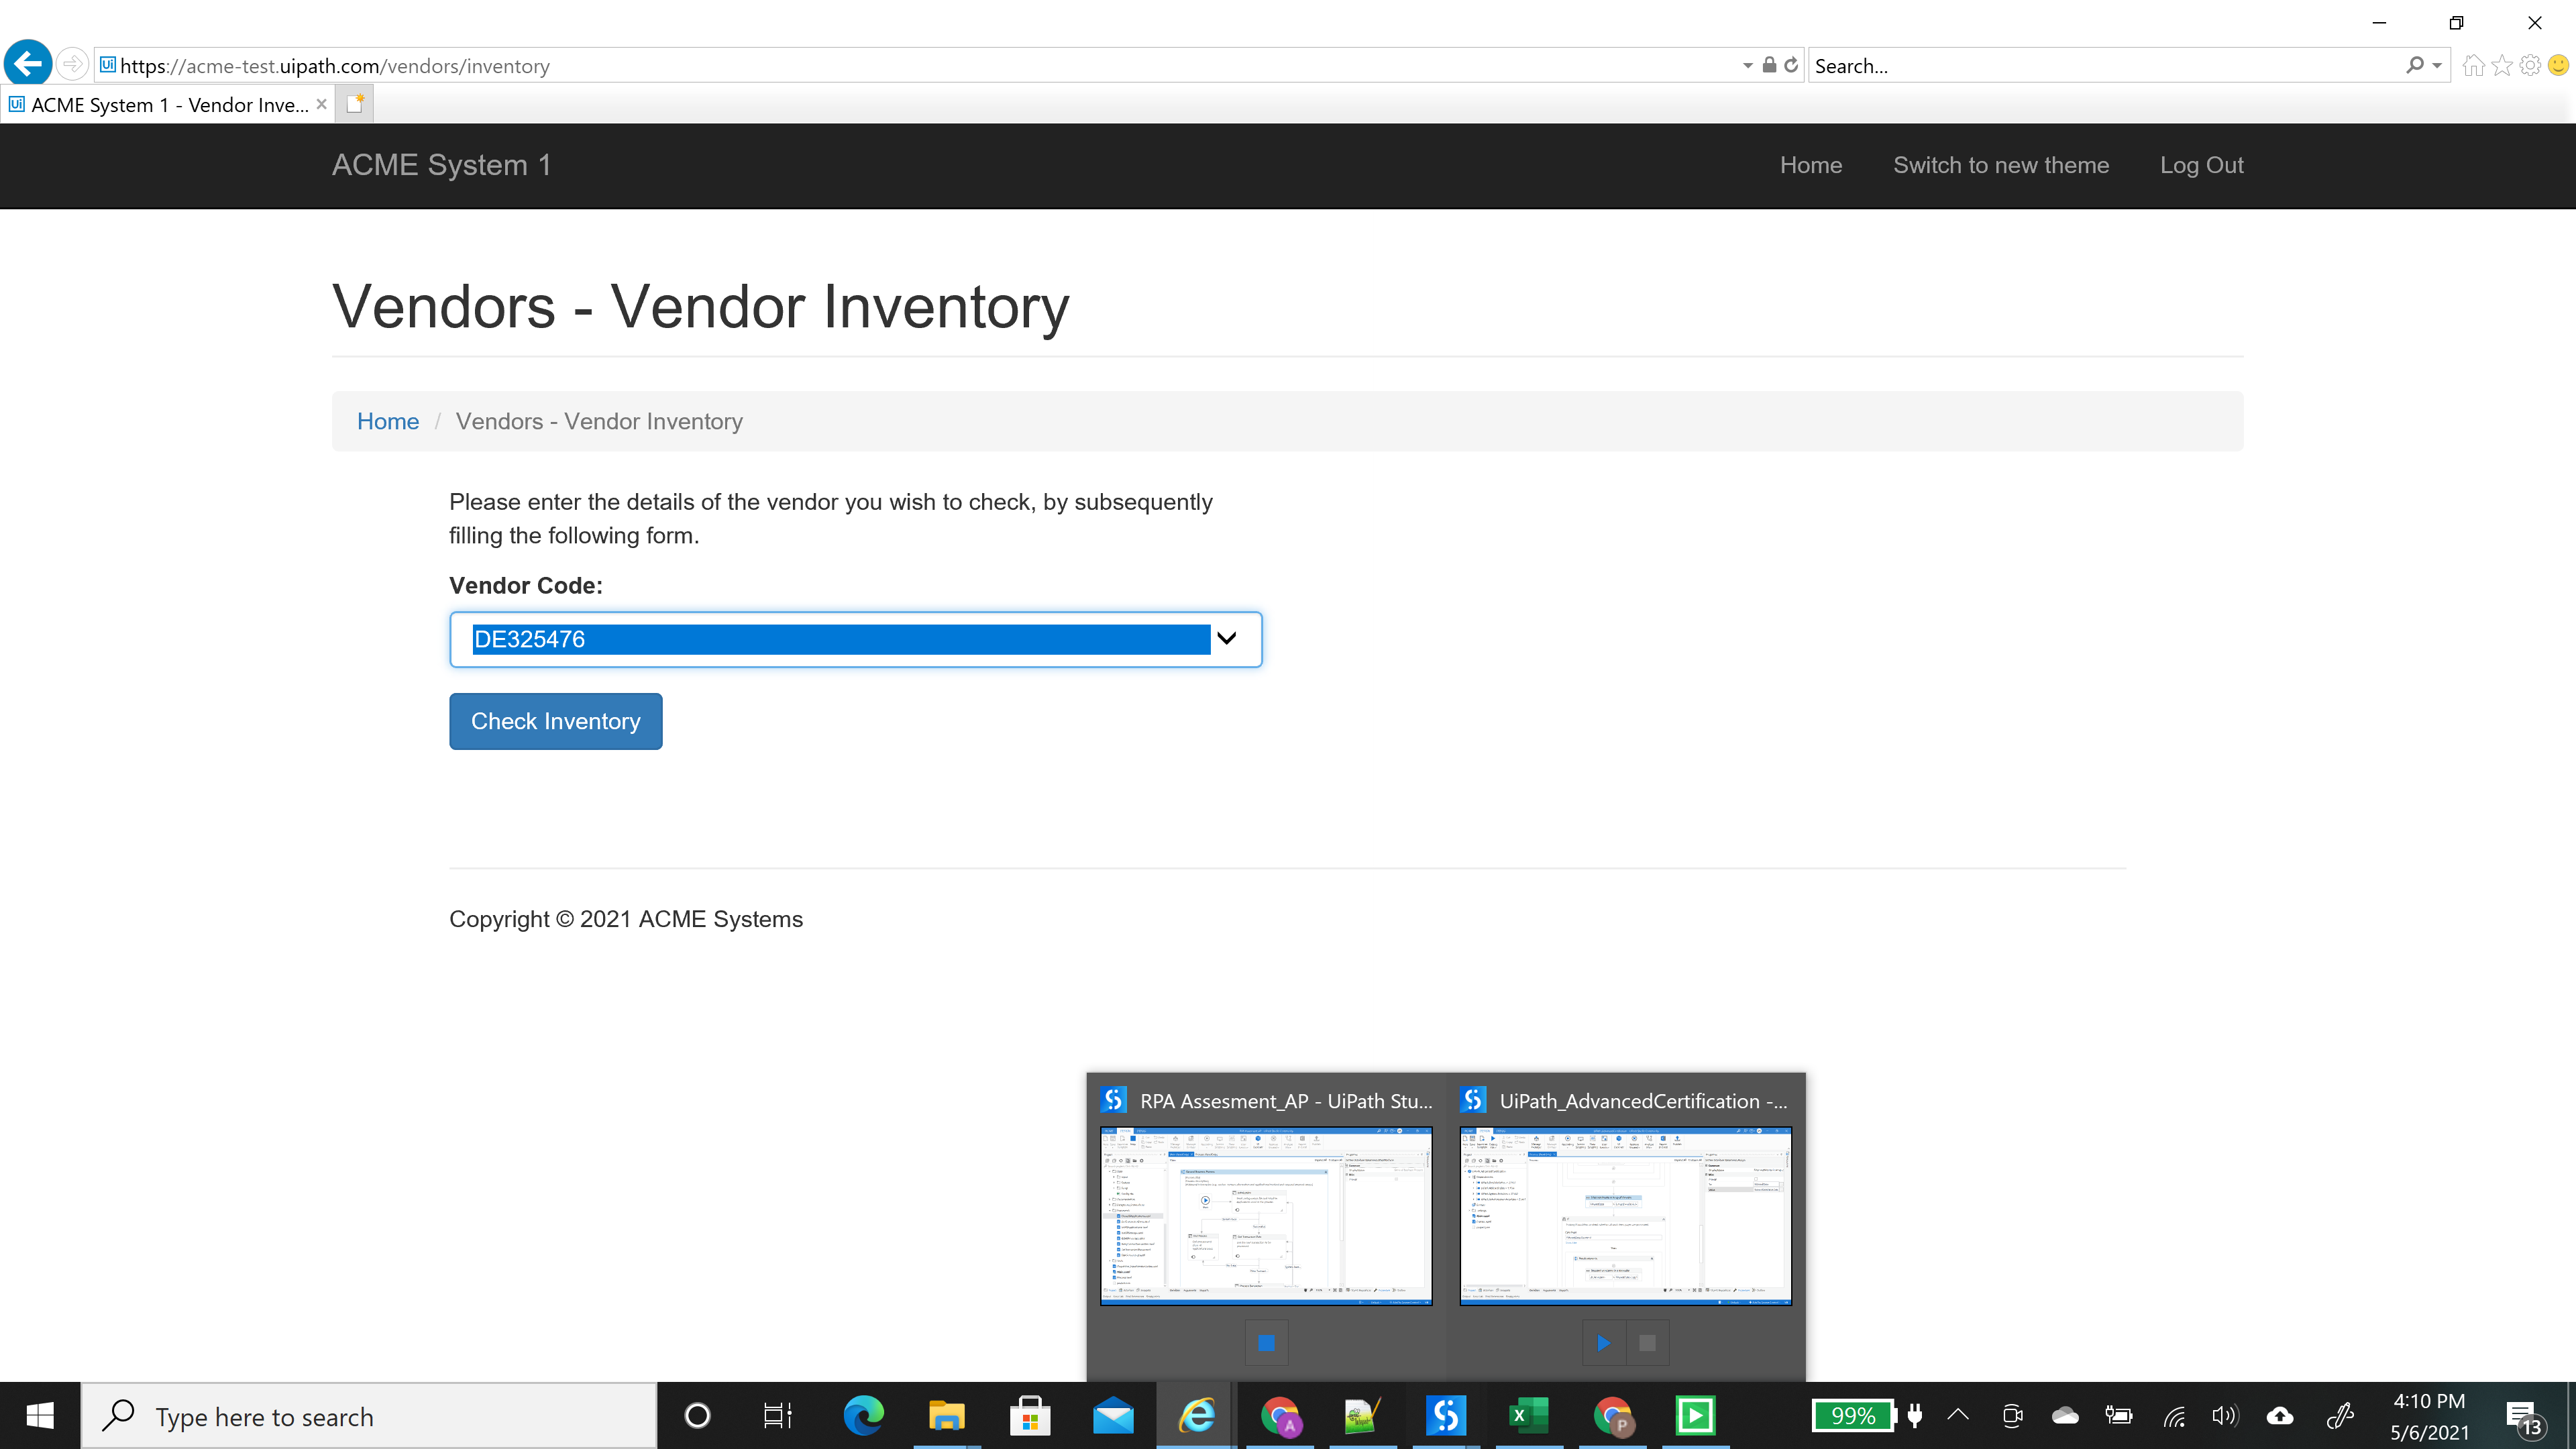 https://acme-test.uipath.com/vendors/inventory
Search...
ACME System 1 - Vendor Inve...
ACME System 1
Home
Switch to new theme
Log Out
Vendors - Vendor Inventory
Home / Vendors - Vendor Inventory
Please enter the details of the vendor you wish to check, by subsequently
filling the following form.
Vendor Code:
DE325476
Check Inventory
Copyright © 2021 ACME Systems
RPA Assesment_AP - UiPath Stu...
UiPath_AdvancedCertification -...
Type here to search
99%
4:10 PM
5/6/2021
13